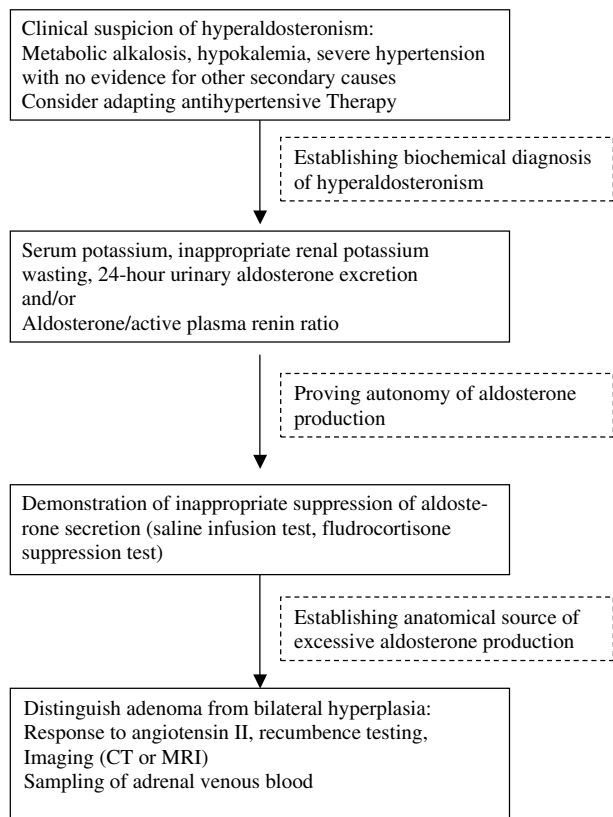 Clinical suspicion of hyperaldosteronism:
Metabolic alkalosis, hypokalemia, severe hypertension
with no evidence for other secondary causes
Consider adapting antihypertensive Therapy
Establishing biochemical diagnosis
of hyperaldosteronism
Serum potassium, inappropriate renal potassium
wasting, 24-hour urinary aldosterone excretion
and/or
Aldosterone/active plasma renin ratio
Proving autonomy of aldosterone
production
Demonstration of inappropriate suppression of aldoste-
rone secretion (saline infusion test, fludrocortisone
suppression test)
Establishing anatomical source of
excessive aldosterone production
Distinguish adenoma from bilateral hyperplasia:
Response to angiotensin II, recumbence testing,
Imaging (CT or MRI)
Sampling of adrenal venous blood